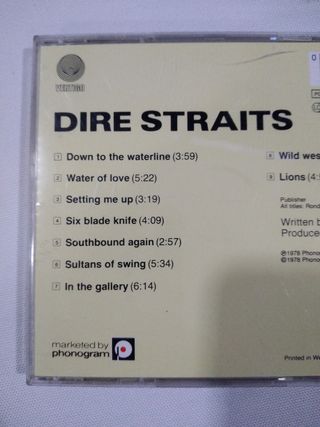 VERTIGO
DIRE STRAITS
1 Down to the waterline (3:59)
2 Water of love (5:22)
3 Setting me up (3:19)
4 Six blade knife (4:09)
5 Southbound again (2:57)
6 Sultans of swing (5:34)
7 In the gallery (6:14)
8 Wild wes
9 Lions (4:5
Publisher
All titles: Rond
Written b
Produce
℗1978 Phono
©1978 Phono
marketed by
phonogram
Printed in We